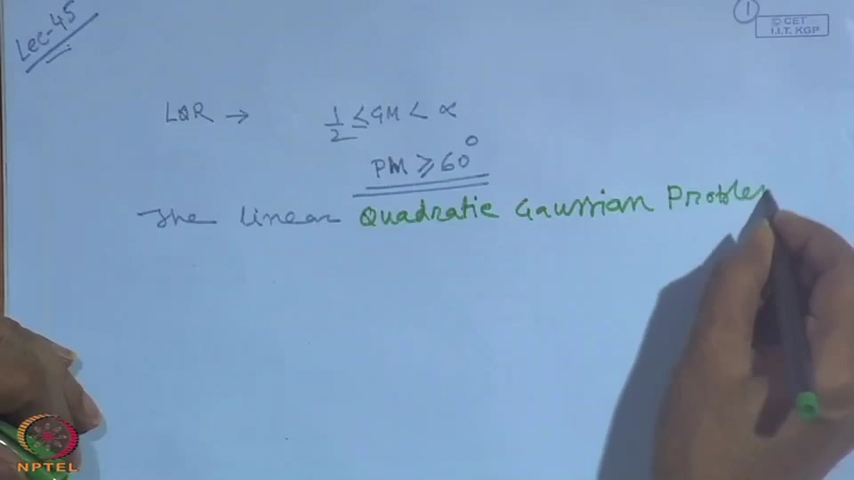 Lec-45
1
© CET
I.I.T. KGP
LQR → 1/2 ≤ GM < ∝
PM ≥ 60°
The Linear Quadratic Gaussian Problem
NPTEL